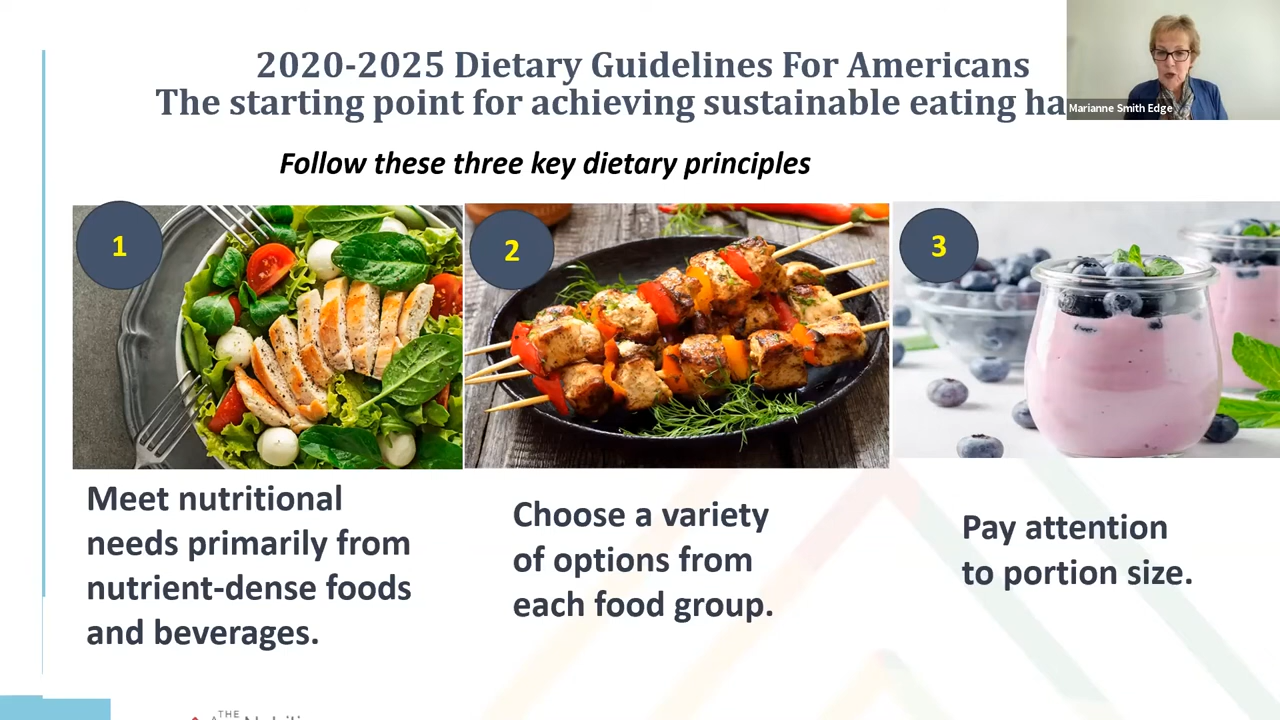 2020-2025 Dietary Guidelines For Americans
The starting point for achieving sustainable eating ha
Marianne Smith Edge
Follow these three key dietary principles
1
2
3
Meet nutritional
needs primarily from
nutrient-dense foods
and beverages.
Choose a variety
of options from
each food group.
Pay attention
to portion size.
THE